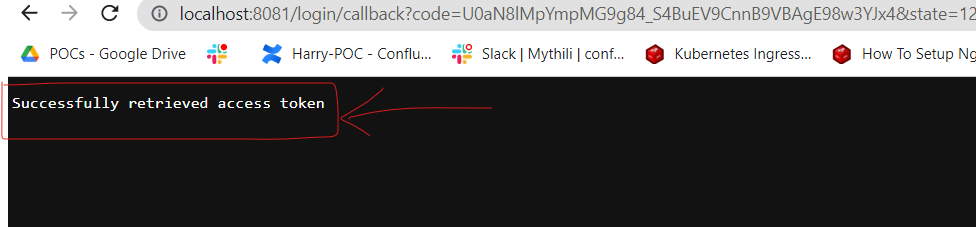 localhost:8081/login/callback?code=U0aN8lMpYmpMG9g84_S4BuEV9CnnB9VBAgE98w3YJx4&state=12
POCs - Google Drive Harry-POC - Conflu... Slack | Mythili | conf... Kubernetes Ingress... How To Setup Ng
Successfully retrieved access token